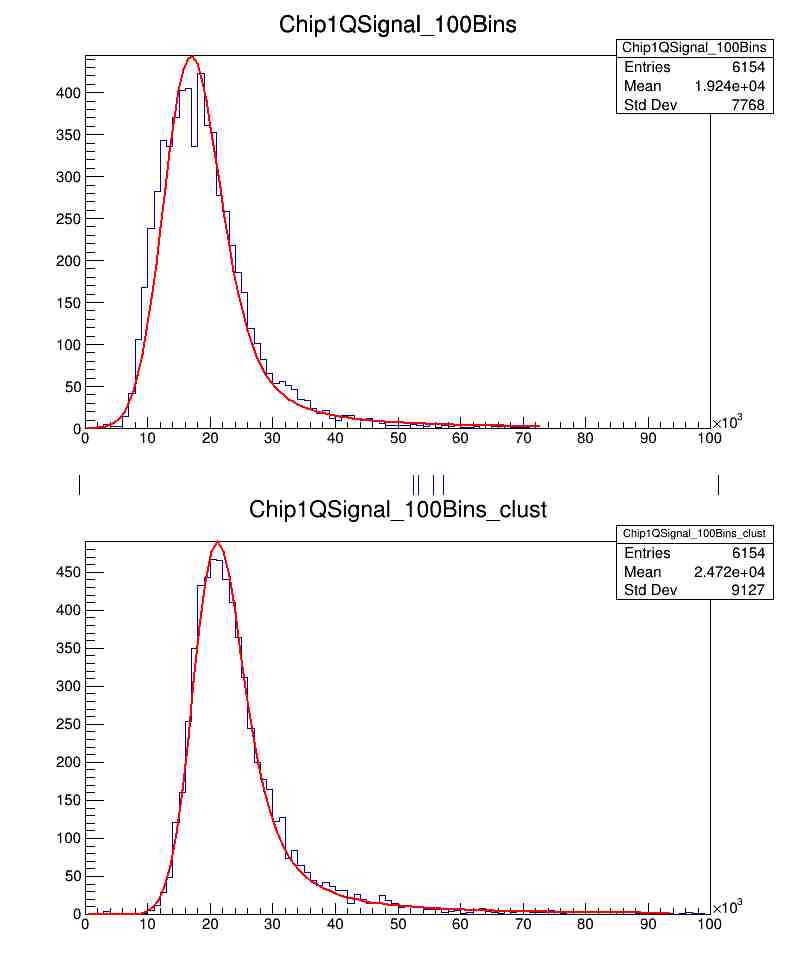 Chip1QSignal_100Bins
Chip1QSignal_100Bins
Entries 6154
Mean 1.924e+04
Std Dev 7768
400
350
300
250
200
150
100
50
0
0 10 20 30 40 50 60 70 80 90 100
×10³
Chip1QSignal_100Bins_clust
Chip1QSignal_100Bins_clust
Entries 6154
Mean 2.472e+04
Std Dev 9127
450
400
350
300
250
200
150
100
50
0
0 10 20 30 40 50 60 70 80 90 100
×10³